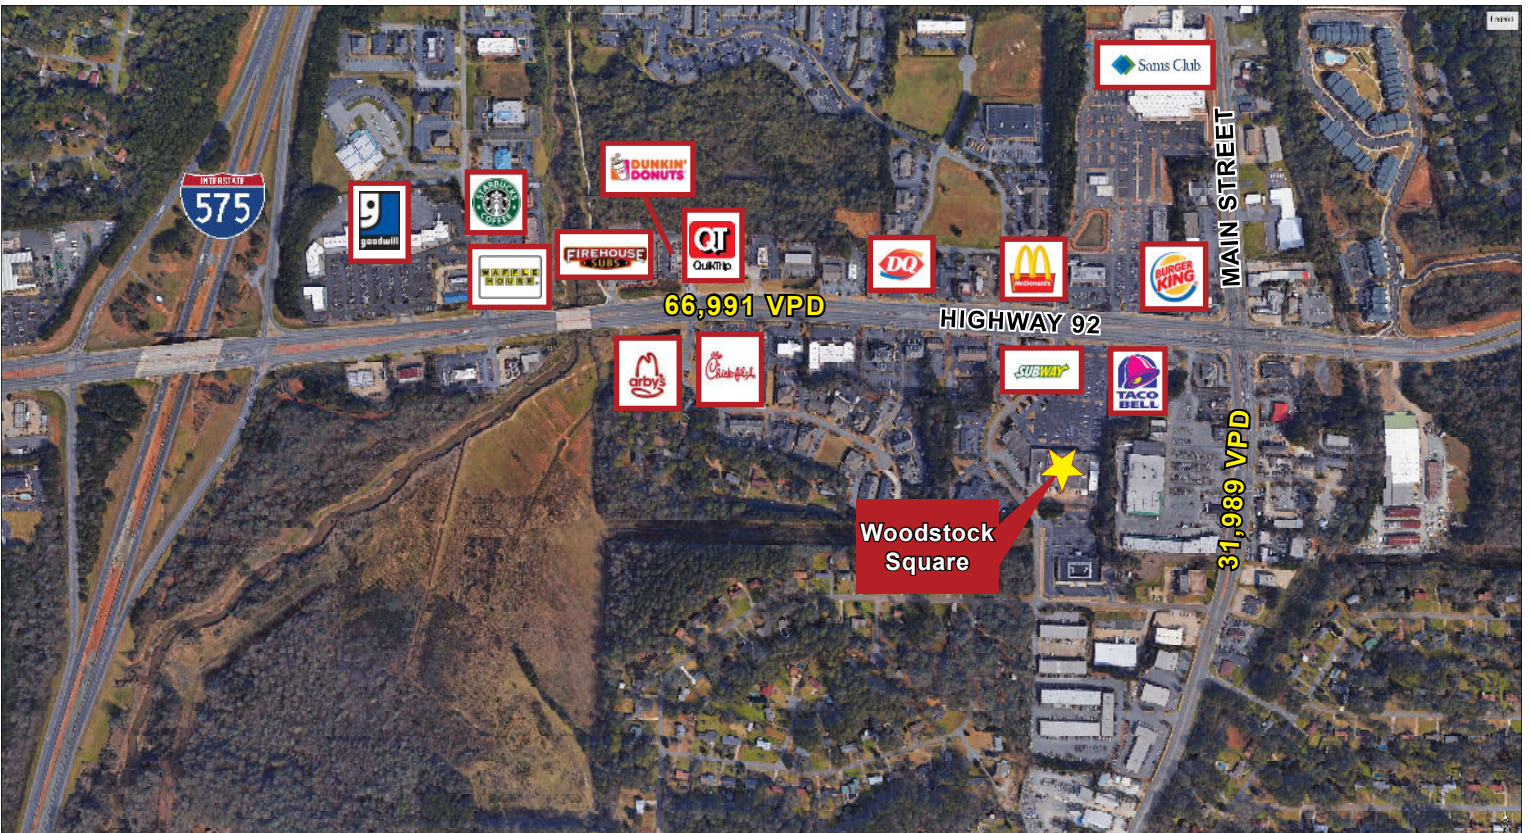 Legend
Sams Club
MAIN STREET
INTERSTATE
575
goodwill
STARBUCKS
COFFEE
DUNKIN'
DONUTS
QT
QuikTrip
FIREHOUSE
SUBS
WAFFLE
HOUSE
DQ
McDonald's
BURGER
KING
66,991 VPD
HIGHWAY 92
arby's
Chick-fil-A
SUBWAY
TACO
BELL
31,989 VPD
Woodstock
Square